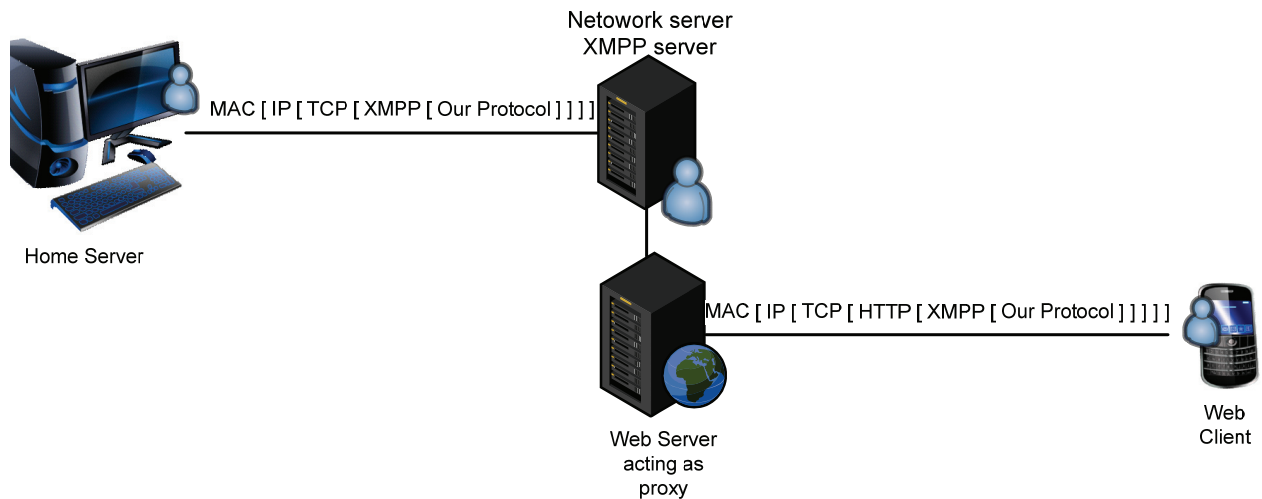 Netowork server
XMPP server
MAC [ IP [ TCP [ XMPP [ Our Protocol ] ] ] ]
Home Server
MAC [ IP [ TCP [ HTTP [ XMPP [ Our Protocol ] ] ] ] ]
Web Server
acting as
proxy
Web
Client